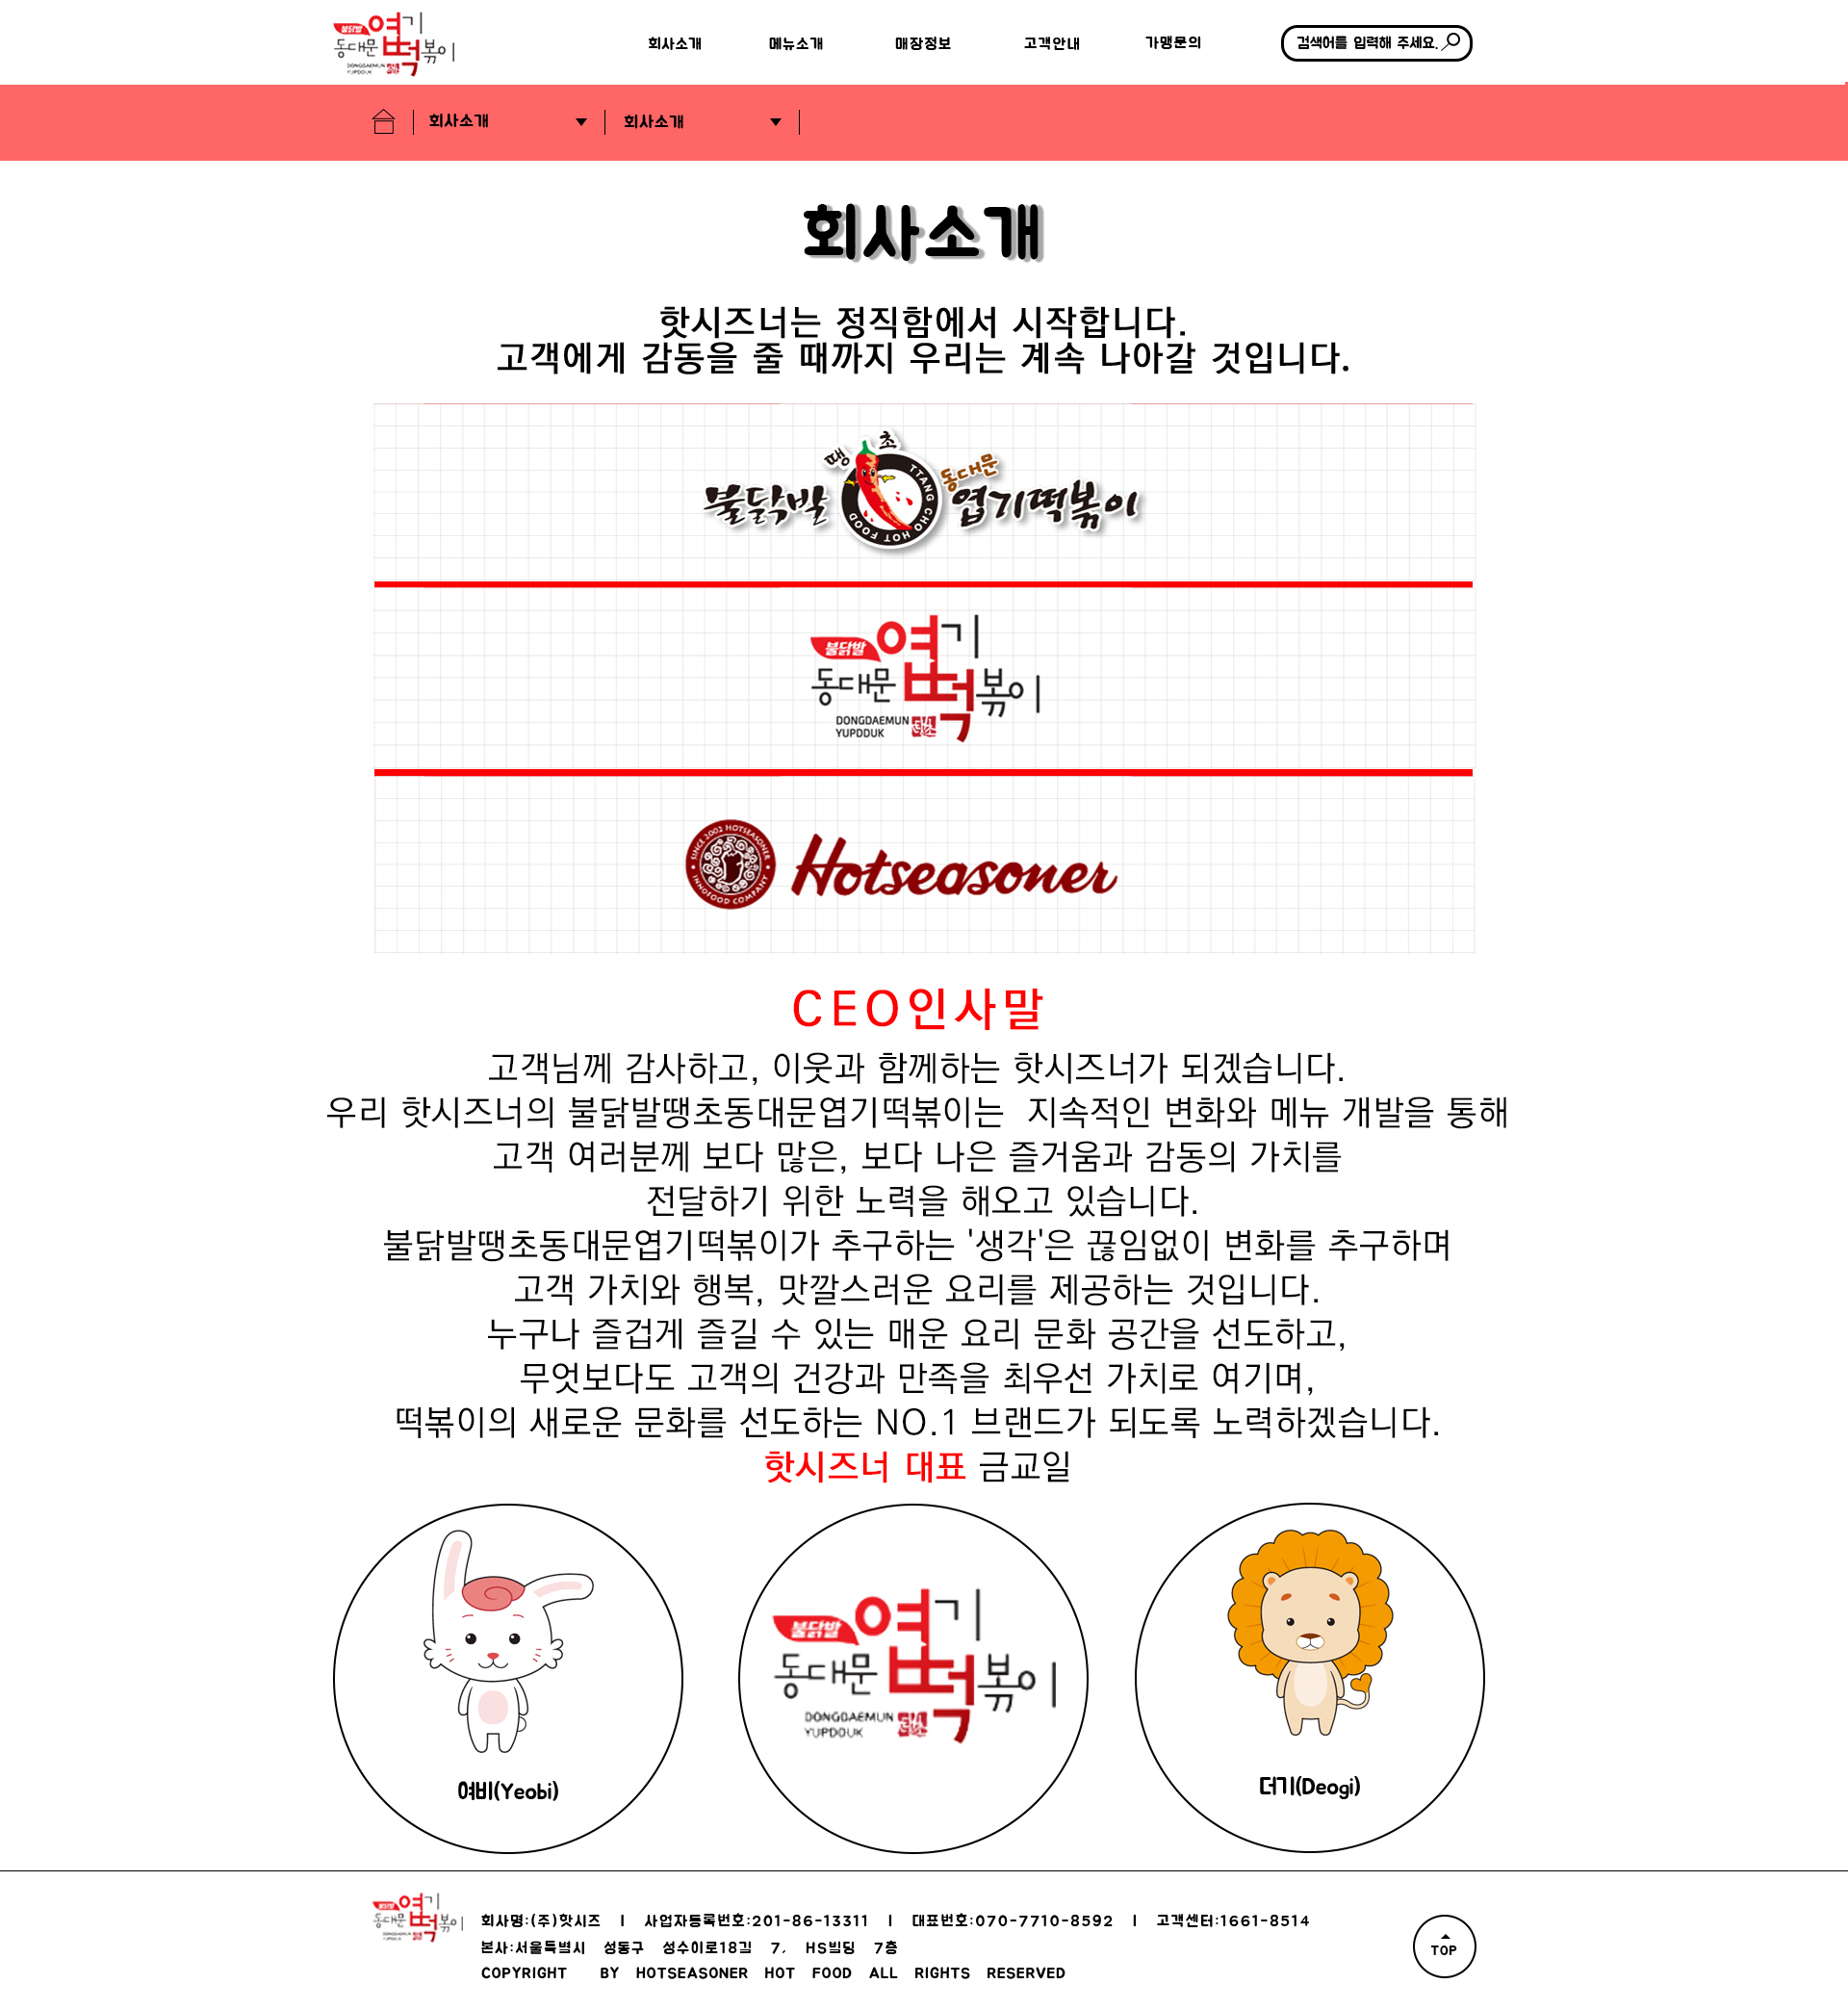 불닭발 엽기
동대문 떡볶이
DONGDAEMUN
YUPDDUK
회사소개 메뉴소개 매장정보 고객안내 가맹문의 검색어를 입력해 주세요.
회사소개 회사소개
회사소개
핫시즈너는 정직함에서 시작합니다.
고객에게 감동을 줄 때까지 우리는 계속 나아갈 것입니다.
땡초
불닭발 동대문 엽기떡볶이
TTANG CHO HOT FOOD
불닭발 엽기
동대문 떡볶이
DONGDAEMUN
YUPDDUK
SINCE 2002 HOTSEASONER
INNOFOOD COMPANY
Hotseasoner
CEO인사말
고객님께 감사하고, 이웃과 함께하는 핫시즈너가 되겠습니다.
우리 핫시즈너의 불닭발땡초동대문엽기떡볶이는 지속적인 변화와 메뉴 개발을 통해
고객 여러분께 보다 많은, 보다 나은 즐거움과 감동의 가치를
전달하기 위한 노력을 해오고 있습니다.
불닭발땡초동대문엽기떡볶이가 추구하는 '생각'은 끊임없이 변화를 추구하며
고객 가치와 행복, 맛깔스러운 요리를 제공하는 것입니다.
누구나 즐겁게 즐길 수 있는 매운 요리 문화 공간을 선도하고,
무엇보다도 고객의 건강과 만족을 최우선 가치로 여기며,
떡볶이의 새로운 문화를 선도하는 NO.1 브랜드가 되도록 노력하겠습니다.
핫시즈너 대표 금교일
불닭발 엽기
동대문 떡볶이
DONGDAEMUN
YUPDDUK
여비(Yeobi)
더기(Deogi)
불닭발 엽기
동대문 떡볶이
회사명:(주)핫시즈 | 사업자등록번호:201-86-13311 | 대표번호:070-7710-8592 | 고객센터:1661-8514
본사:서울특별시 성동구 성수이로18길 7, HS빌딩 7층
COPYRIGHT BY HOTSEASONER HOT FOOD ALL RIGHTS RESERVED
TOP